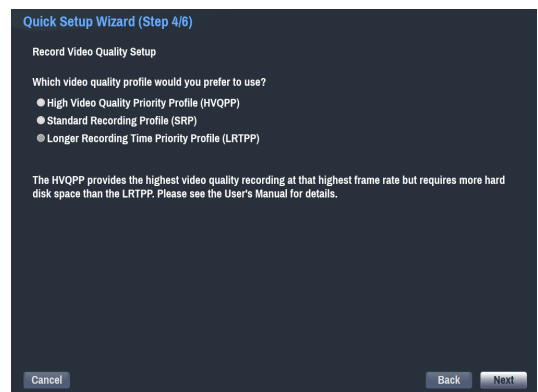 Quick Setup Wizard (Step 4/6)
Record Video Quality Setup
Which video quality profile would you prefer to use?
High Video Quality Priority Profile (HVQPP)
Standard Recording Profile (SRP)
Longer Recording Time Priority Profile (LRTPP)
The HVQPP provides the highest video quality recording at that highest frame rate but requires more hard
disk space than the LRTPP. Please see the User's Manual for details.
Cancel Back Next